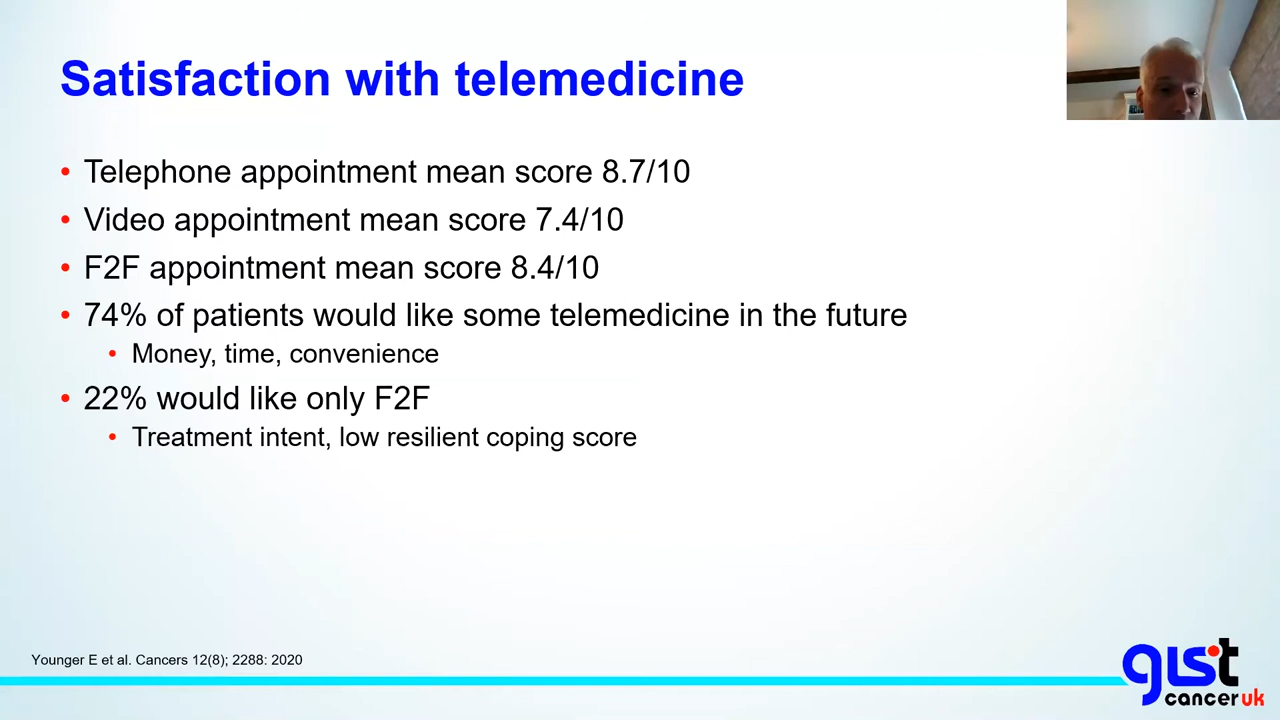 Satisfaction with telemedicine
• Telephone appointment mean score 8.7/10
• Video appointment mean score 7.4/10
• F2F appointment mean score 8.4/10
• 74% of patients would like some telemedicine in the future
• Money, time, convenience
• 22% would like only F2F
• Treatment intent, low resilient coping score
Younger E et al. Cancers 12(8); 2288: 2020
gist
cancer uk